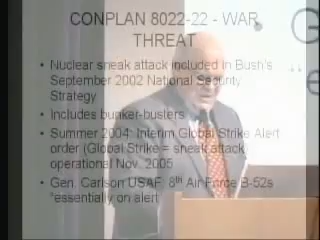 CONPLAN 8022-22 - WAR
THREAT
• Nuclear sneak attack included in Bush's
September 2002 National Security
Strategy
• Includes bunker-busters
• Summer 2004: Interim Global Strike Alert
order (Global Strike = sneak attack)
operational Nov. 2005
• Gen. Carlson USAF: 8th Air Force B-52s
"essentially on alert